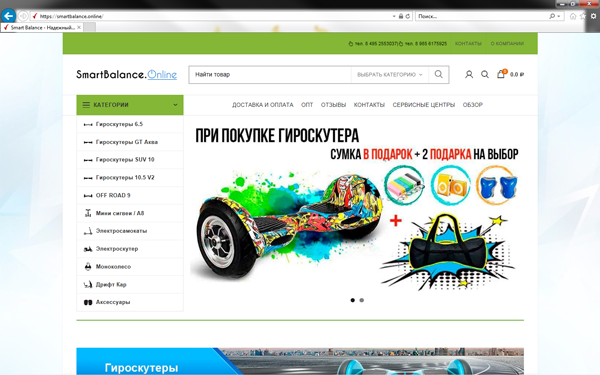 https://smartbalance.online/
Поиск...
Smart Balance - Надежный...
тел: 8 495 2553037| тел: 8 965 6175925
КОНТАКТЫ
О КОМПАНИИ
SmartBalance.Online
Найти товар
ВЫБРАТЬ КАТЕГОРИЮ
0
0.0 ₽
КАТЕГОРИИ
ДОСТАВКА И ОПЛАТА ОПТ ОТЗЫВЫ КОНТАКТЫ СЕРВИСНЫЕ ЦЕНТРЫ ОБЗОР
Гироскутеры 6.5
Гироскутеры GT Аква
Гироскутеры SUV 10
Гироскутеры 10.5 V2
OFF ROAD 9
Мини сигвеи / А8
Электросамокаты
Электроскутер
Моноколесо
Дрифт Кар
Аксессуары
ПРИ ПОКУПКЕ ГИРОСКУТЕРА
СУМКА В ПОДАРОК + 2 ПОДАРКА НА ВЫБОР
+
Гироскутеры